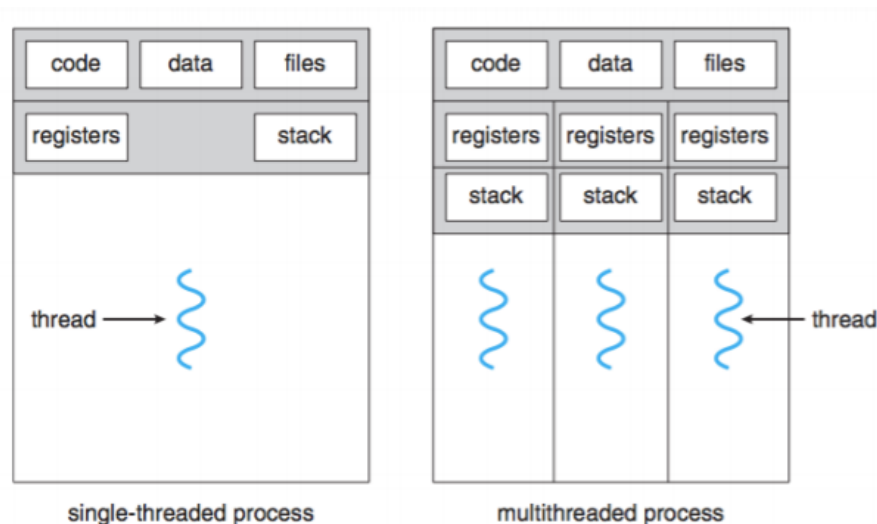 code data files code data files
registers stack registers registers registers
stack stack stack
thread thread
single-threaded process multithreaded process